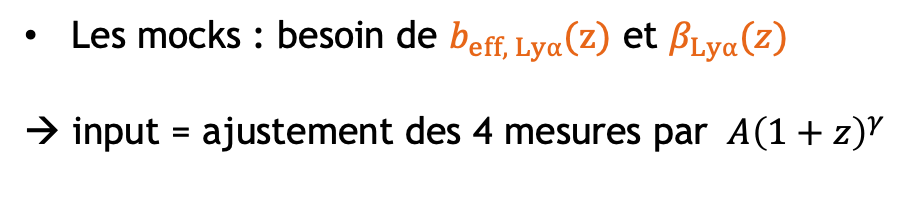 • Les mocks : besoin de b_eff, Lyα(z) et β_Lyα(z)
→ input = ajustement des 4 mesures par A(1 + z)^γ